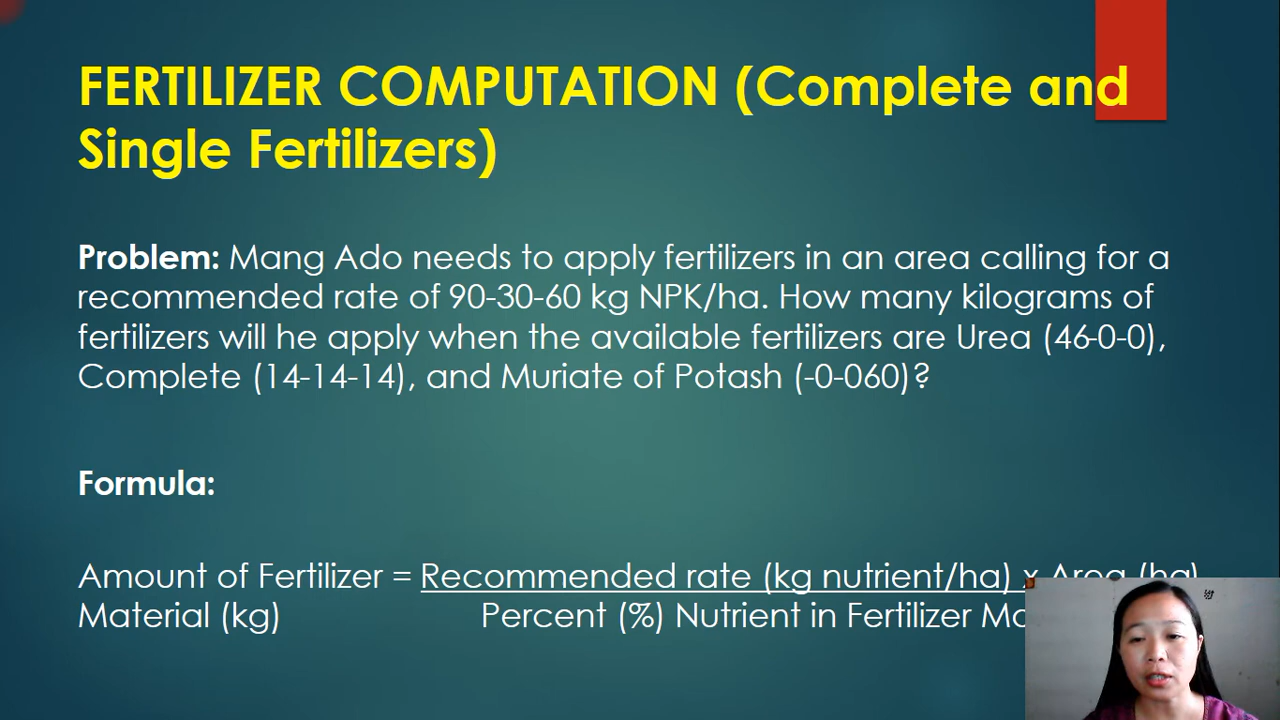 FERTILIZER COMPUTATION (Complete and
Single Fertilizers)
Problem: Mang Ado needs to apply fertilizers in an area calling for a
recommended rate of 90-30-60 kg NPK/ha. How many kilograms of
fertilizers will he apply when the available fertilizers are Urea (46-0-0),
Complete (14-14-14), and Muriate of Potash (-0-060)?
Formula:
Amount of Fertilizer = Recommended rate (kg nutrient/ha) x Area (ha)
Material (kg) Percent (%) Nutrient in Fertilizer